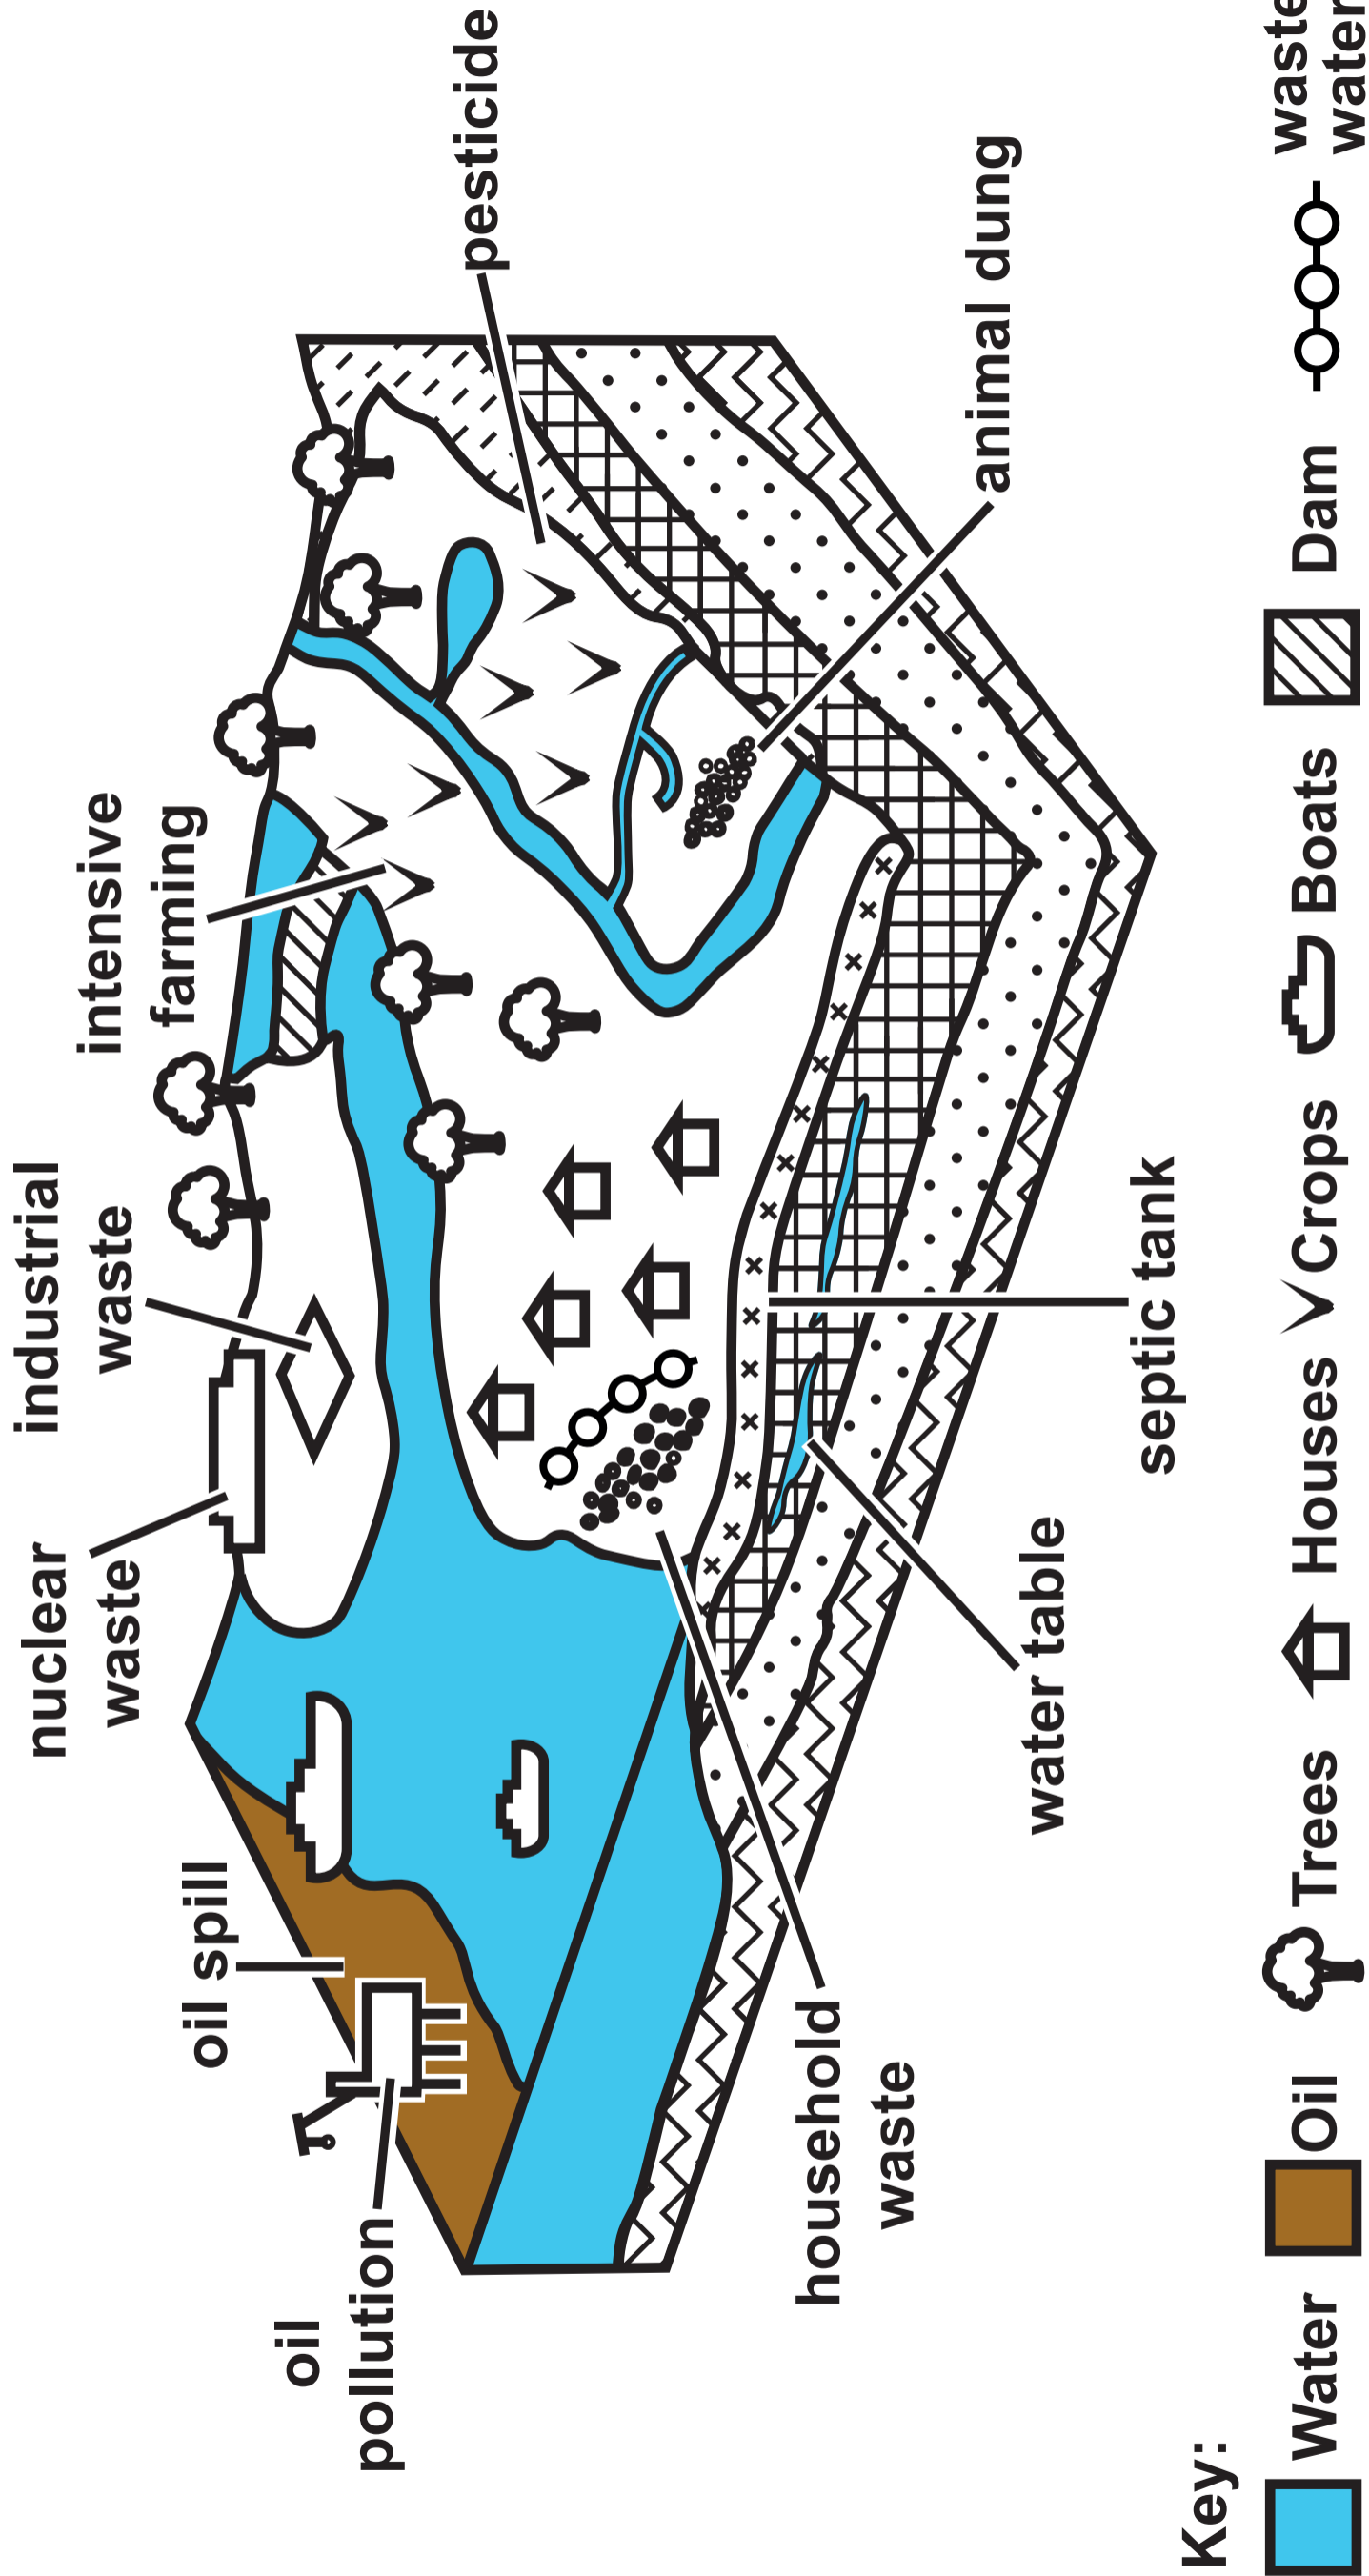 nuclear
waste
industrial
waste
intensive
farming
oil spill
oil
pollution
pesticide
animal dung
household
waste
water table
septic tank
Key:
Water
Oil
Trees
Houses
Crops
Boats
Dam
waste
water